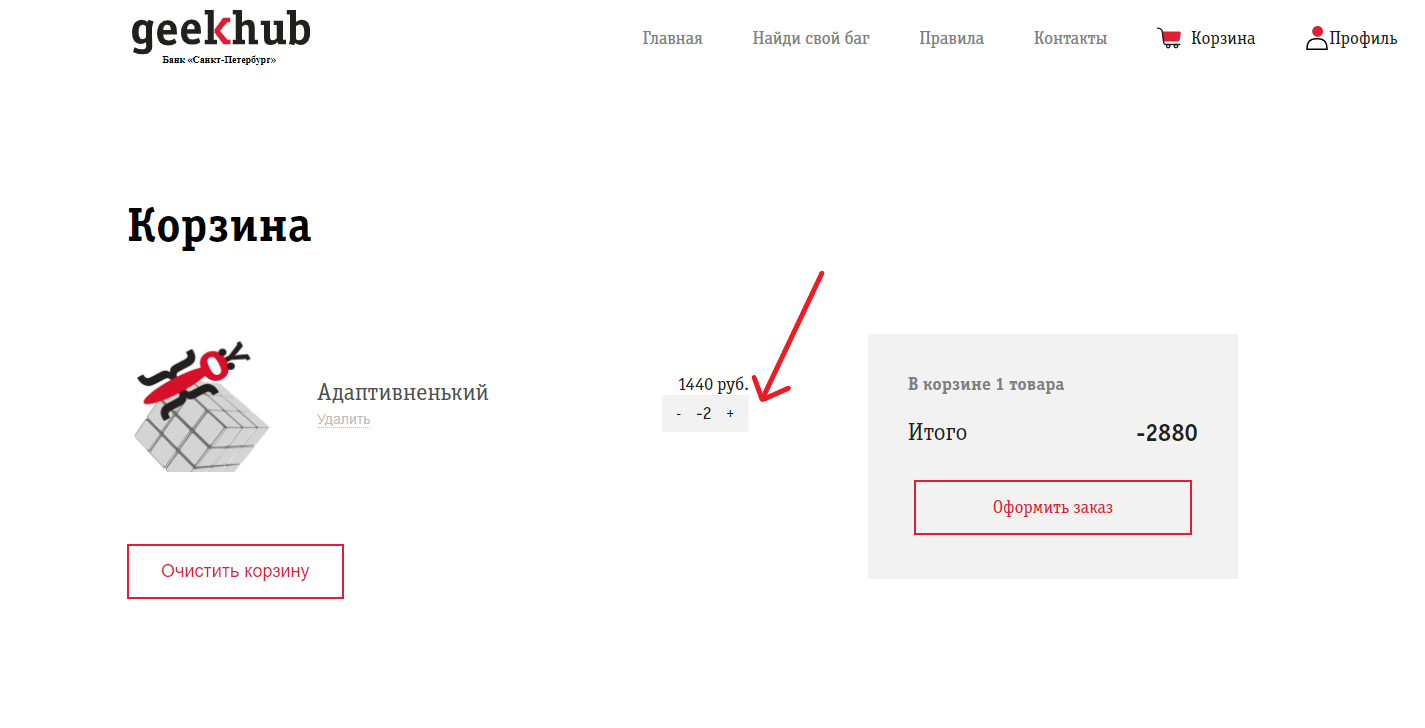 geekhub
Банк «Санкт-Петербург»
Главная Найди свой баг Правила Контакты Корзина Профиль
Корзина
Адаптивненький
Удалить
1440 руб.
- -2 +
В корзине 1 товара
Итого -2880
Оформить заказ
Очистить корзину